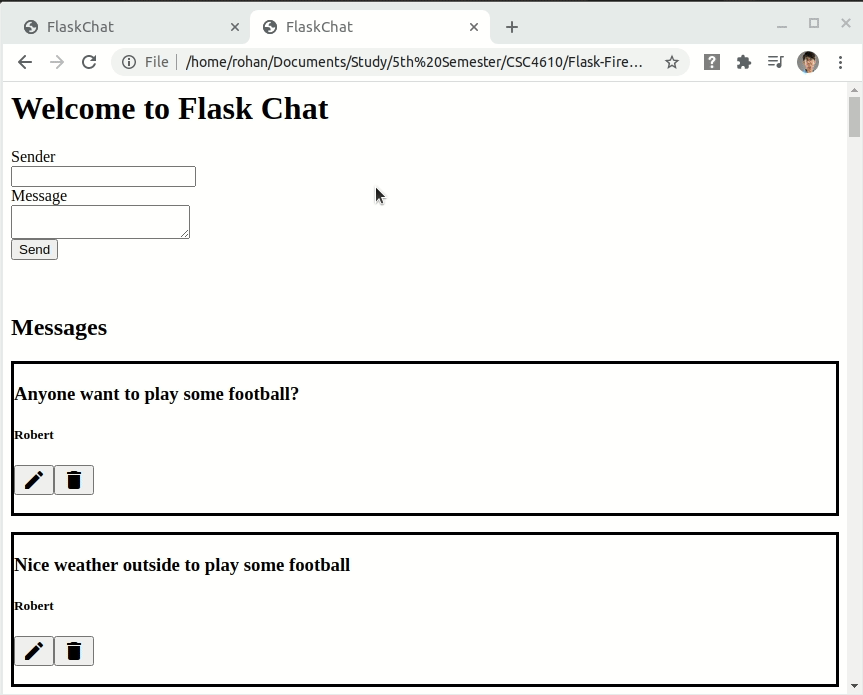 FlaskChat
FlaskChat
File /home/rohan/Documents/Study/5th%20Semester/CSC4610/Flask-Fire...
Welcome to Flask Chat
Sender
Message
Send
Messages
Anyone want to play some football?
Robert
Nice weather outside to play some football
Robert